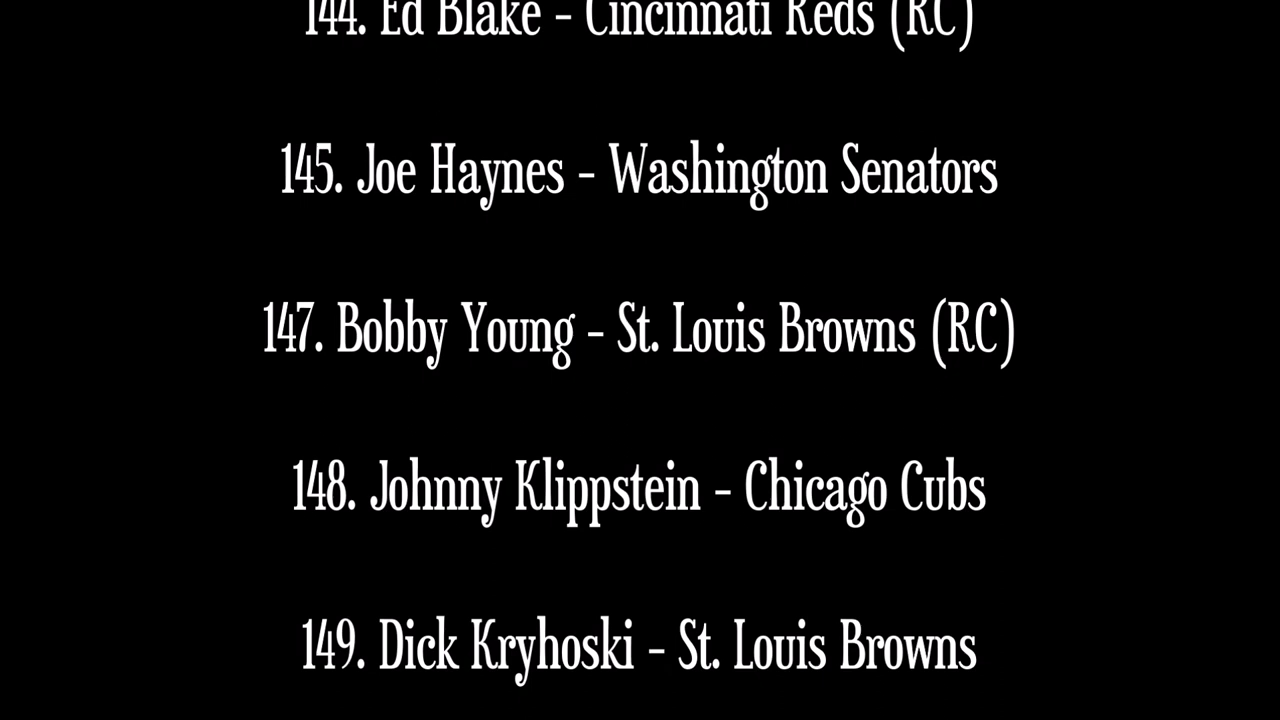 144. Ed Blake - Cincinnati Reds (RC)
145. Joe Haynes - Washington Senators
147. Bobby Young - St. Louis Browns (RC)
148. Johnny Klippstein - Chicago Cubs
149. Dick Kryhoski - St. Louis Browns